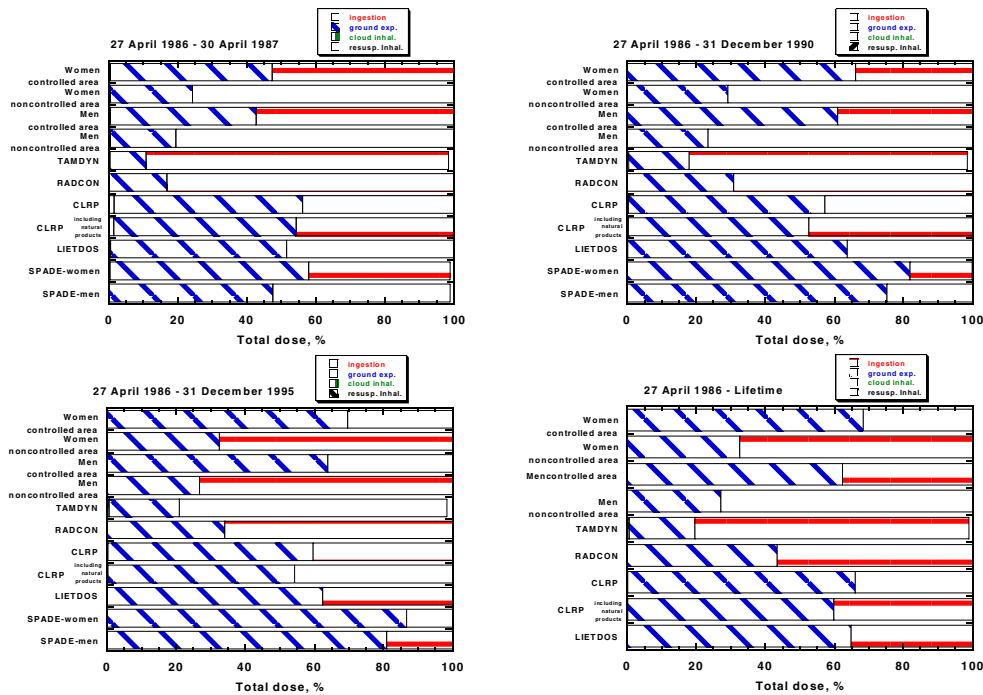 27 April 1986 - 30 April 1987
ingestion
ground exp.
cloud inhal.
resusp. Inhal.
Women
controlled area
Women
noncontrolled area
Men
controlled area
Men
noncontrolled area
TAMDYN
RADCON
CLRP
CLRP including natural products
LIETDOS
SPADE-women
SPADE-men
0 20 40 60 80 100
Total dose, %
27 April 1986 - 31 December 1990
ingestion
ground exp.
cloud inhal.
resusp. Inhal.
Women
controlled area
Women
noncontrolled area
Men
controlled area
Men
noncontrolled area
TAMDYN
RADCON
CLRP
CLRP including natural products
LIETDOS
SPADE-women
SPADE-men
0 20 40 60 80 100
Total dose, %
27 April 1986 - 31 December 1995
ingestion
ground exp.
cloud inhal.
resusp. Inhal.
Women
controlled area
Women
noncontrolled area
Men
controlled area
Men
noncontrolled area
TAMDYN
RADCON
CLRP
CLRP including natural products
LIETDOS
SPADE-women
SPADE-men
0 20 40 60 80 100
Total dose, %
27 April 1986 - Lifetime
ingestion
ground exp.
cloud inhal.
resusp. Inhal.
Women
controlled area
Women
noncontrolled area
Mencontrolled area
Men
noncontrolled area
TAMDYN
RADCON
CLRP
CLRP including natural products
LIETDOS
0 20 40 60 80 100
Total dose, %